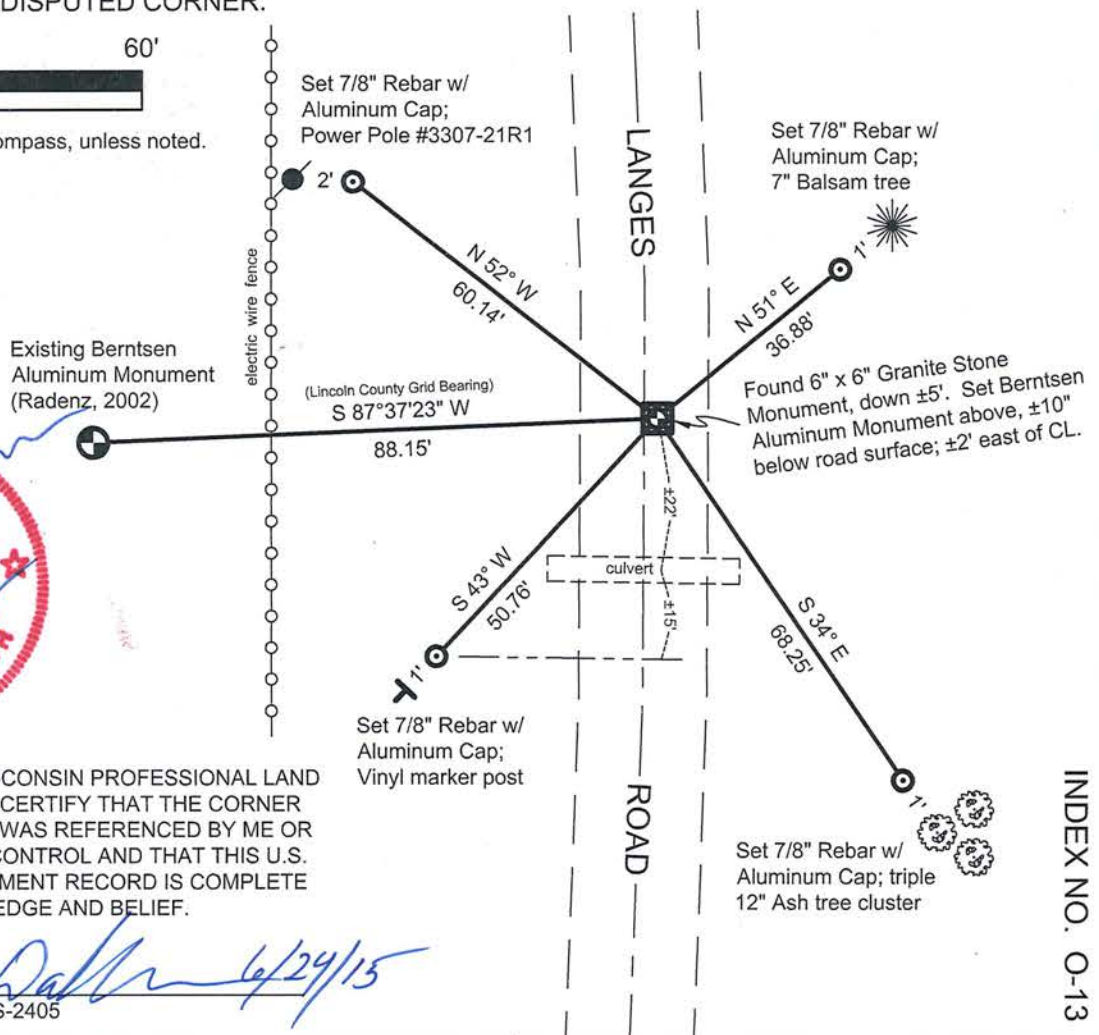 DISPUTED CORNER.
60'
ompass, unless noted.
Set 7/8" Rebar w/
Aluminum Cap;
Power Pole #3307-21R1
2'
LANGES
Set 7/8" Rebar w/
Aluminum Cap;
7" Balsam tree
1'
N 52° W
60.14'
N 51° E
36.88'
electric wire fence
Existing Berntsen
Aluminum Monument
(Radenz, 2002)
(Lincoln County Grid Bearing)
S 87°37'23" W
88.15'
Found 6" x 6" Granite Stone
Monument, down ±5'. Set Berntsen
Aluminum Monument above, ±10"
below road surface; ±2' east of CL.
±22'
culvert
±15'
S 43° W
50.76'
S 34° E
68.25'
1'
Set 7/8" Rebar w/
Aluminum Cap;
Vinyl marker post
ROAD
1'
Set 7/8" Rebar w/
Aluminum Cap; triple
12" Ash tree cluster
CONSIN PROFESSIONAL LAND
CERTIFY THAT THE CORNER
WAS REFERENCED BY ME OR
CONTROL AND THAT THIS U.S.
MENT RECORD IS COMPLETE
EDGE AND BELIEF.
6/24/15
S-2405
INDEX NO. O-13